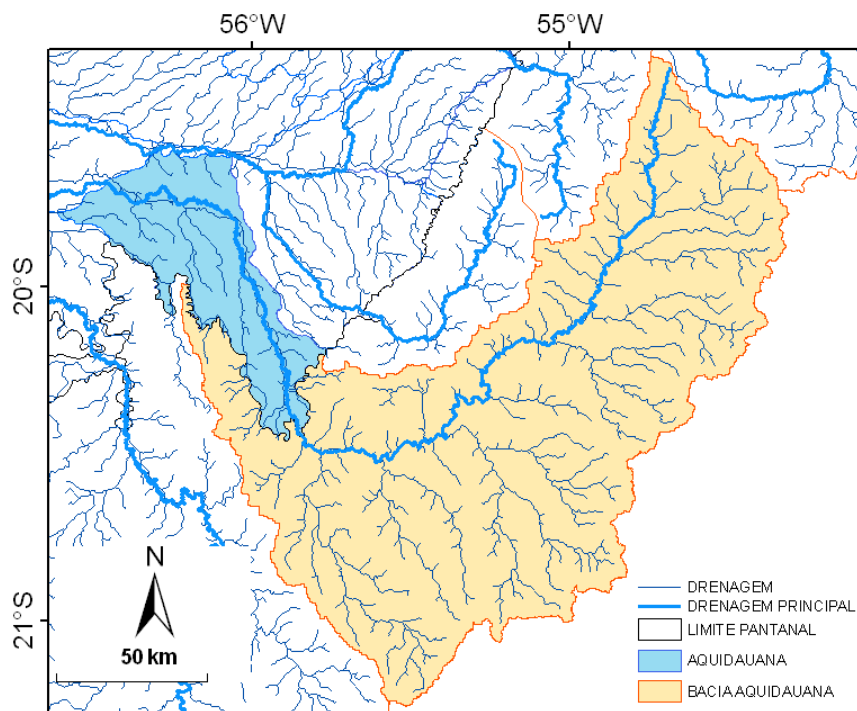 56°W 55°W
20°S
21°S
N
50 km
DRENAGEM
DRENAGEM PRINCIPAL
LIMITE PANTANAL
AQUIDAUANA
BACIA AQUIDAUANA